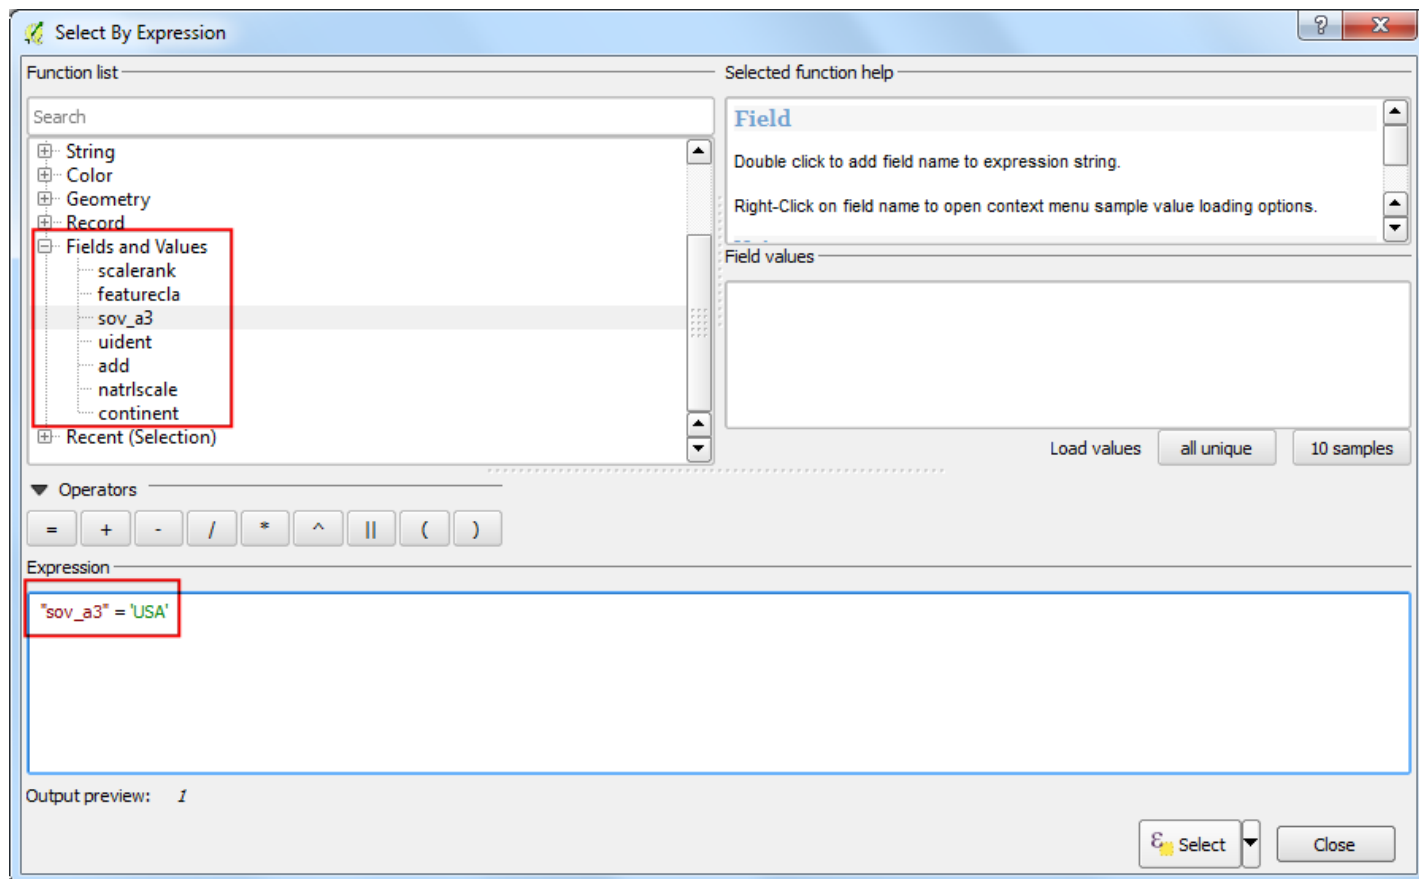 Select By Expression
?
X
Function list
Search
String
Color
Geometry
Record
Fields and Values
scalerank
featurecla
sov_a3
uident
add
natrlscale
continent
Recent (Selection)
Selected function help
Field
Double click to add field name to expression string.
Right-Click on field name to open context menu sample value loading options.
Field values
Load values all unique 10 samples
Operators
= + - / * ^ || ( )
Expression
"sov_a3" = 'USA'
Output preview: 1
ε Select Close